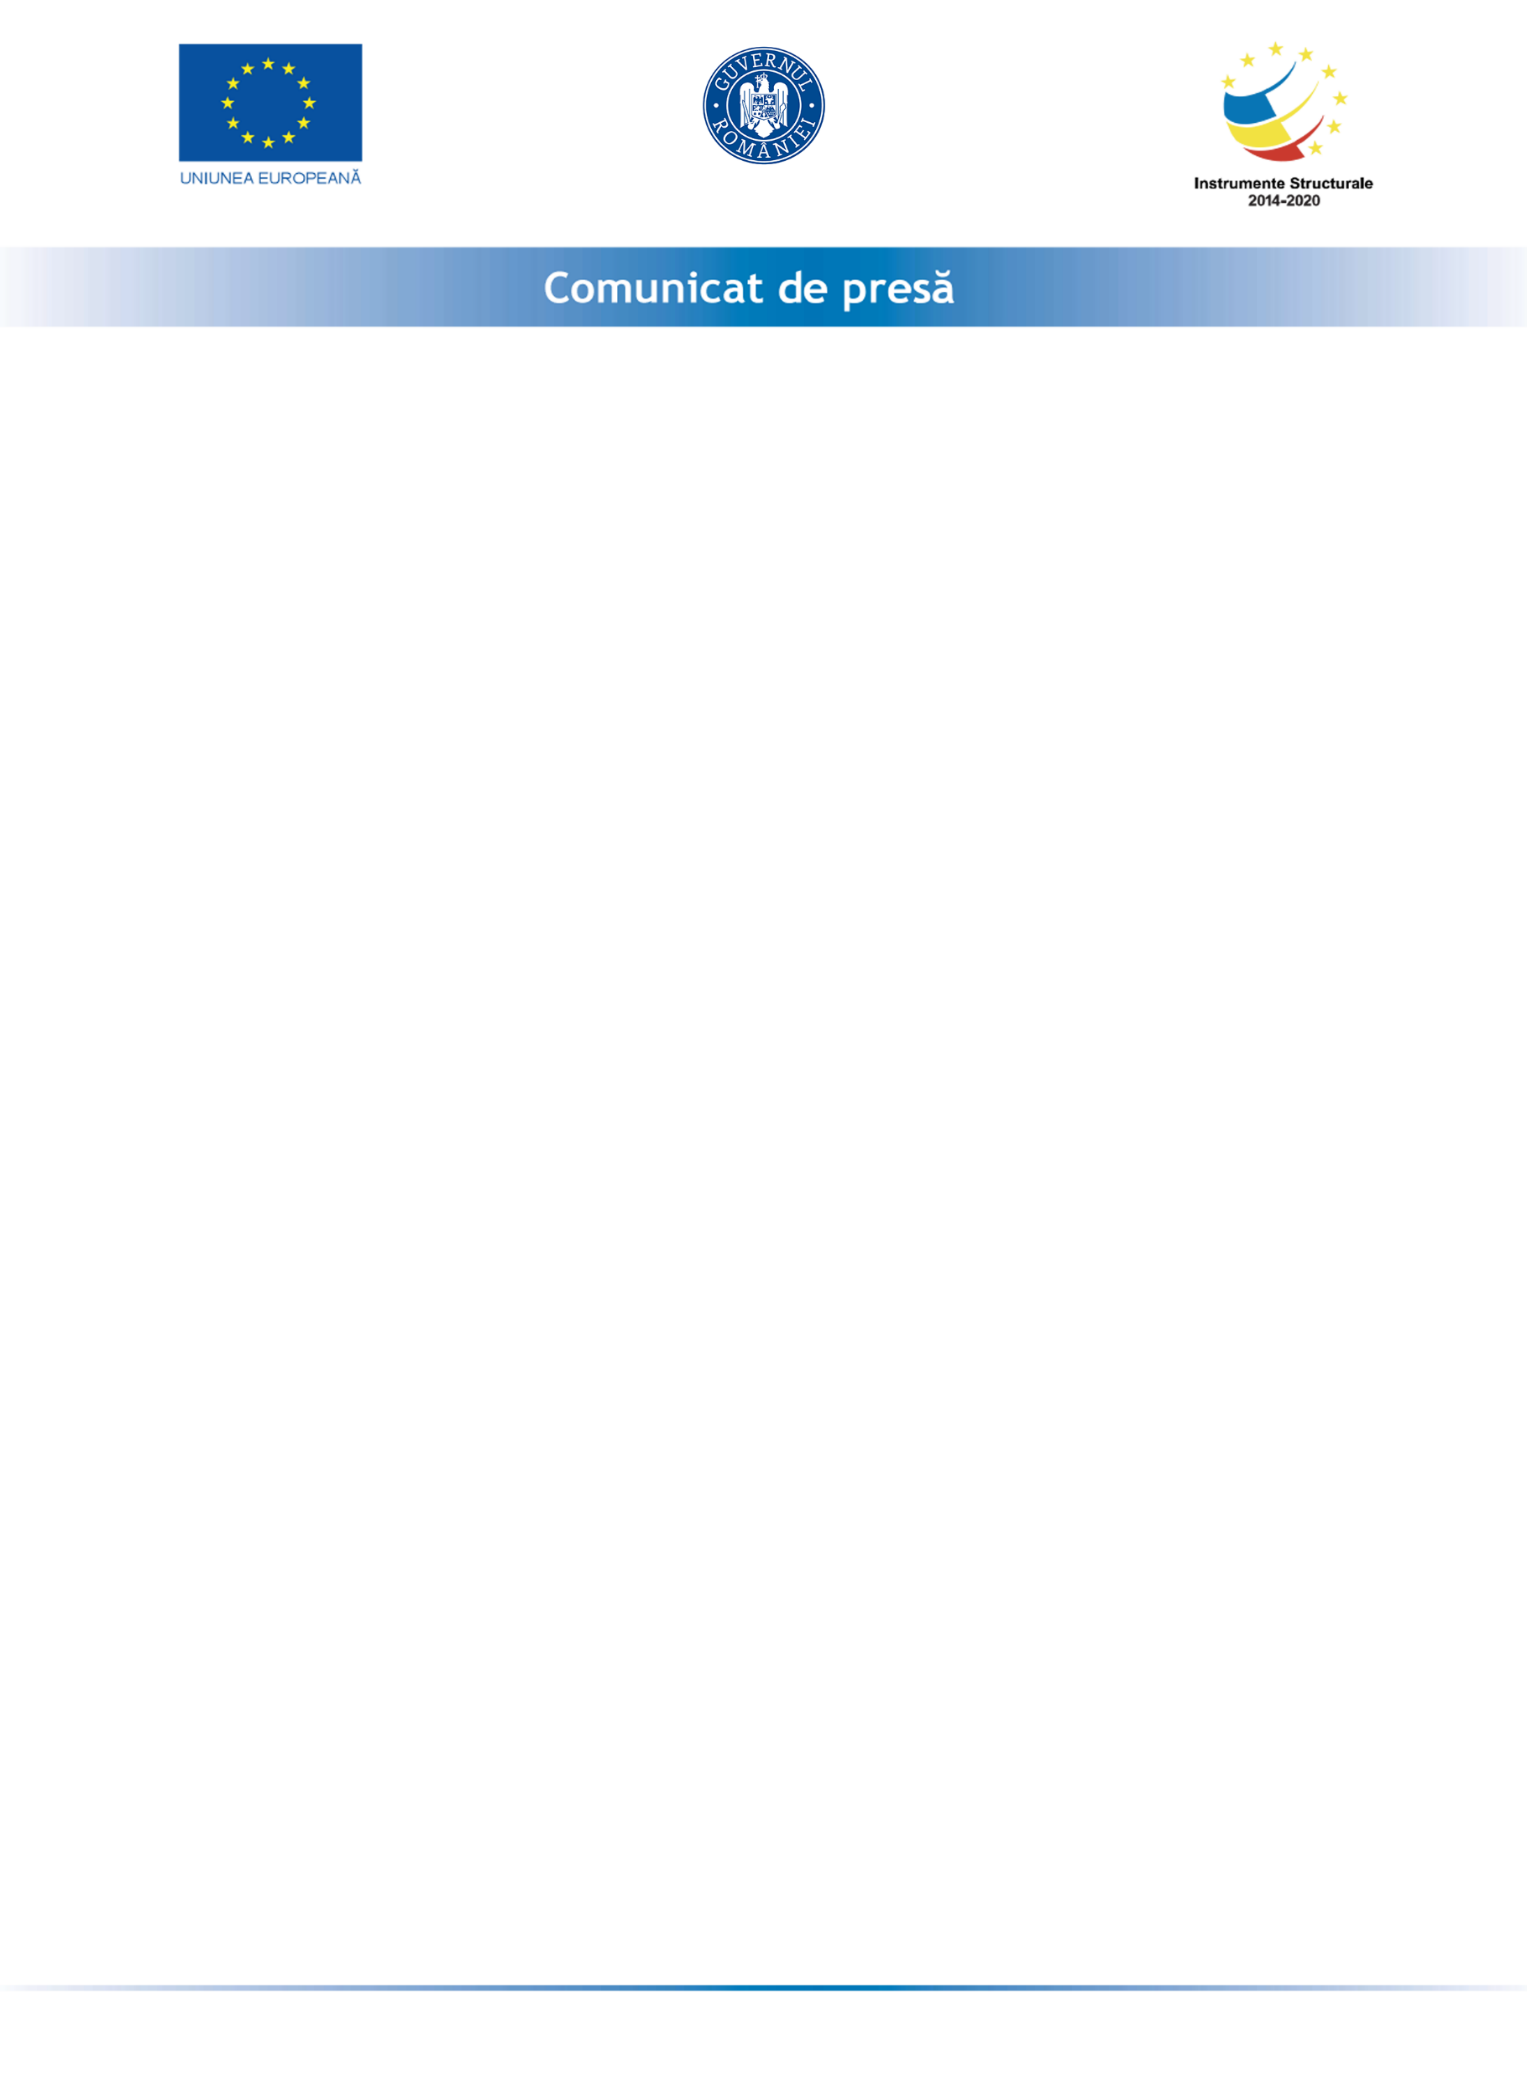 UNIUNEA EUROPEANĂ
GUVERNUL ROMÂNIEI
Instrumente Structurale
2014-2020
Comunicat de presă